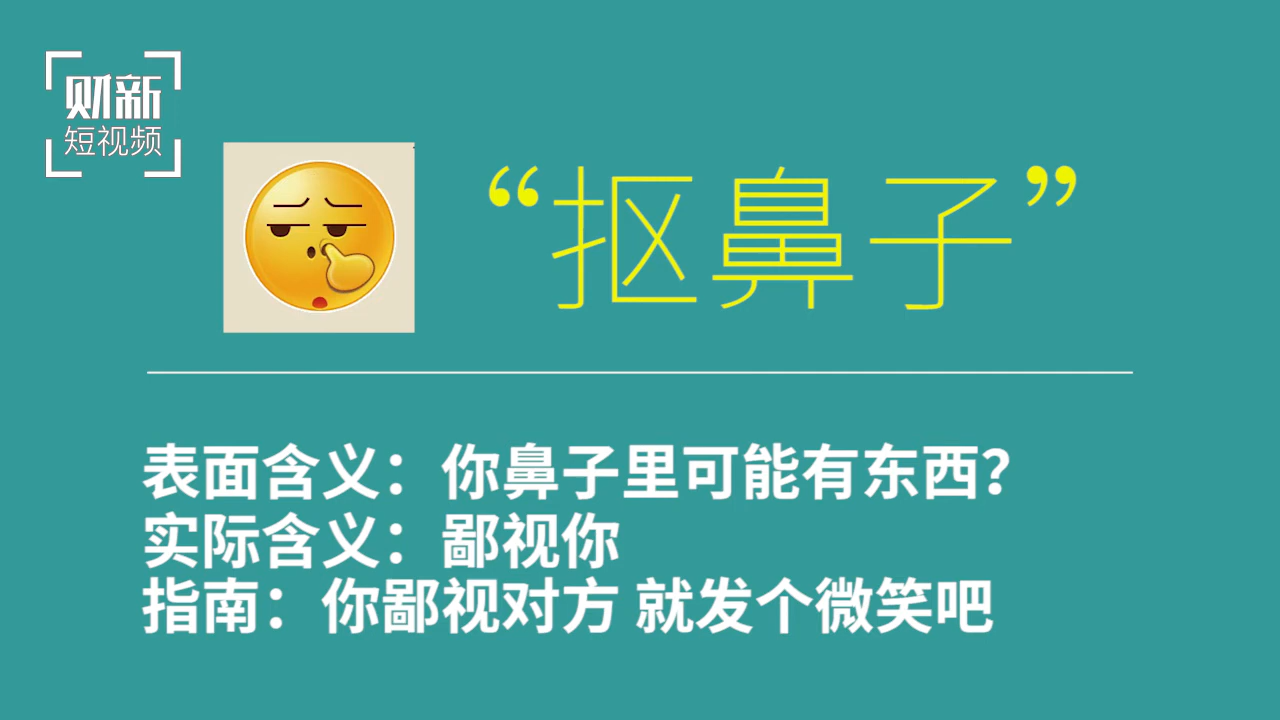 财新
短视频
“抠鼻子”
表面含义：你鼻子里可能有东西？
实际含义：鄙视你
指南：你鄙视对方 就发个微笑吧